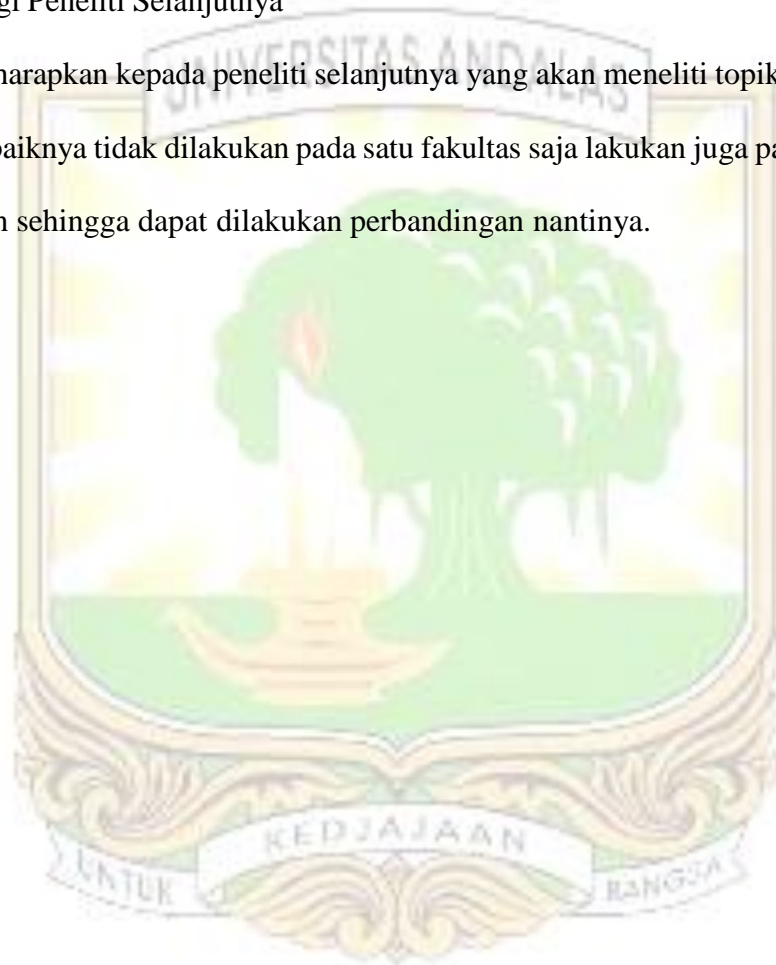 gi Peneliti Selanjutnya
UNIVERSITAS ANDALAS
harapkan kepada peneliti selanjutnya yang akan meneliti topik
baiknya tidak dilakukan pada satu fakultas saja lakukan juga pa
n sehingga dapat dilakukan perbandingan nantinya.
KEDJAJAAN
UNTUK
BANGSA